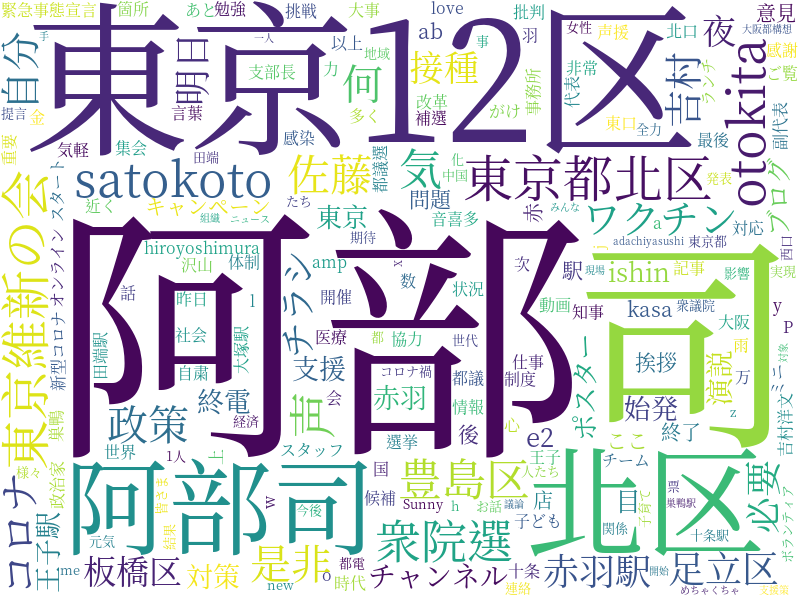 緊急事態宣言
箇所
あと
勉強
挑戦
大事
love
批判
羽
女性
一人
事
大阪都構想
手
東京12区
自分
明日
提言
金
重要
言葉
支部長
力
地域
以上
何
多く
感染
気軽
集会
田端
ab
接種
改革
補選
がけ
事務所
非常
代表
声援
北口
吉村
夜
意見
感謝
ランチ
ご覧
otokita
副代表
東口
全力
最後
化
中国
発表
みんな
satokoto
佐藤
気
都議選
東京都北区
ブログ
近く
キャンペーン
たち
問題
組織
ニュース
東京
音喜多
赤
ワクチン
a
対応
adachiyasushi
東京都
西口
東京維新の会
スタート
オンライン
新型コロナ
hiroyoshimura
期待
x
次
駅
現場
j
ishin
記事
影響
実現
沢山
体制
amp
数
状況
動画
知事
kasa
衆議院
y
P
話
昨日
l
開催
医療
都
協力
世代
大阪
雨
対象
阿部司
田端駅
社会
自粛
大塚駅
チラシ
コロナ禍
仕事
制度
ポスター
挨拶
演説
万
ミニ
支援
赤羽
都議
情報
始発
z
吉村洋文
巣鴨
政策
終電
声
会
経済
選挙
後
心
e2
ここ
終了
様々
政治家
世界
1人
上
スタッフ
国
王子
人たち
チーム
票
巣鴨駅
コロナ
王子駅
阿部司
豊島区
店
目
北区
必要
ボランティア
皆さま
w
候補
Sunny
h
お話
議論
子ども
関係
子育て
十条駅
元気
結果
今後
衆院選
me
板橋区
対策
new
是非
o
都電
時代
チャンネル
十条
連絡
赤羽駅
開始
足立区
めちゃくちゃ
支援策